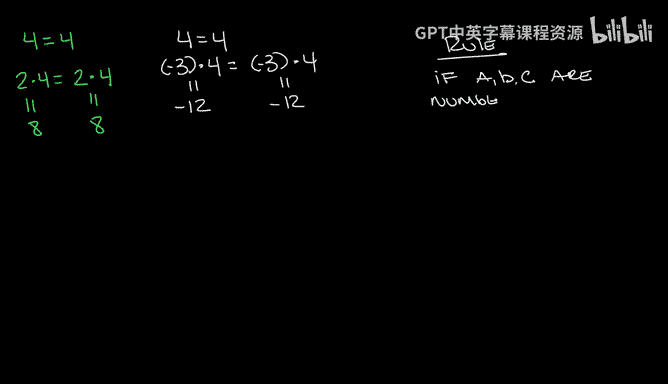 GPT中英字幕课程资源 bilibili
4=4
2·4=2·4
= =
8 8
4=4
(-3)·4=(-3)·4
= =
-12 -12
RULE
iF A,b,C ARE
NUMBE